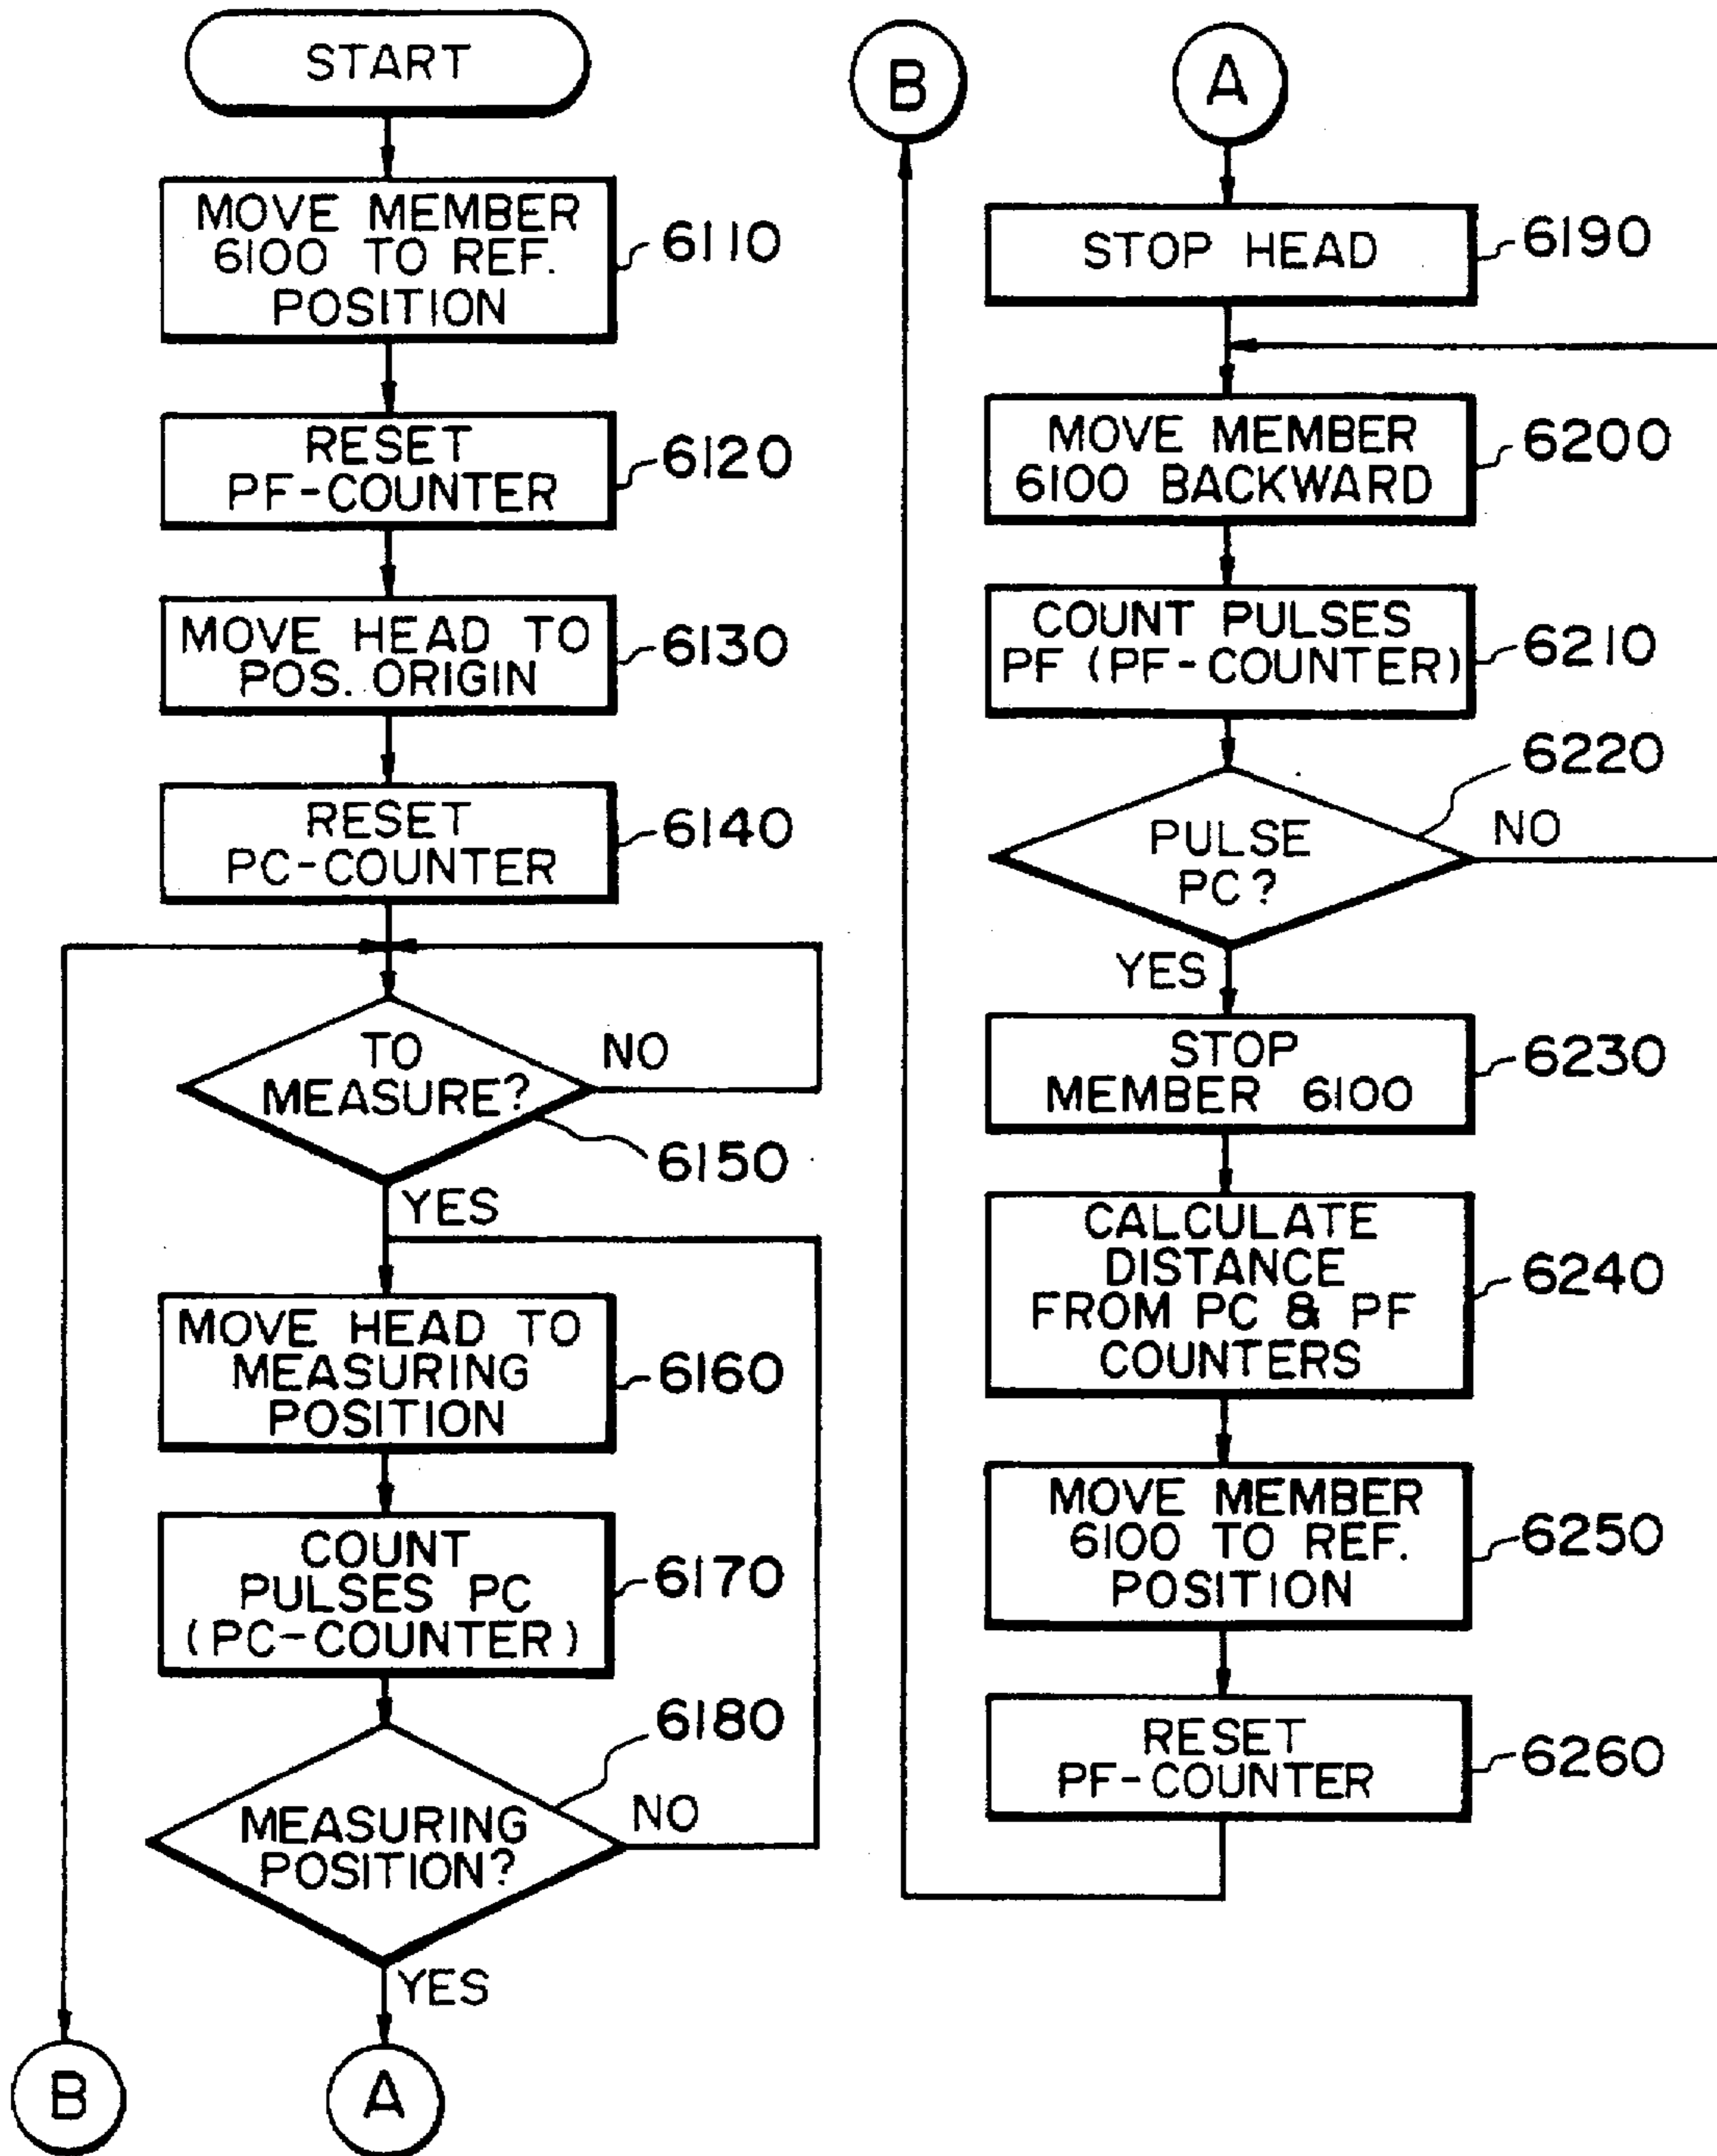 START
MOVE MEMBER
6100 TO REF.
POSITION
6110
RESET
PF-COUNTER
6120
MOVE HEAD TO
POS. ORIGIN
6130
RESET
PC-COUNTER
6140
TO
MEASURE?
NO
6150
YES
MOVE HEAD TO
MEASURING
POSITION
6160
COUNT
PULSES PC
(PC-COUNTER)
6170
6180
MEASURING
POSITION?
NO
YES
B
A
B
A
STOP HEAD
6190
MOVE MEMBER
6100 BACKWARD
6200
COUNT PULSES
PF (PF-COUNTER)
6210
6220
PULSE
PC?
NO
YES
STOP
MEMBER 6100
6230
CALCULATE
DISTANCE
FROM PC & PF
COUNTERS
6240
MOVE MEMBER
6100 TO REF.
POSITION
6250
RESET
PF-COUNTER
6260